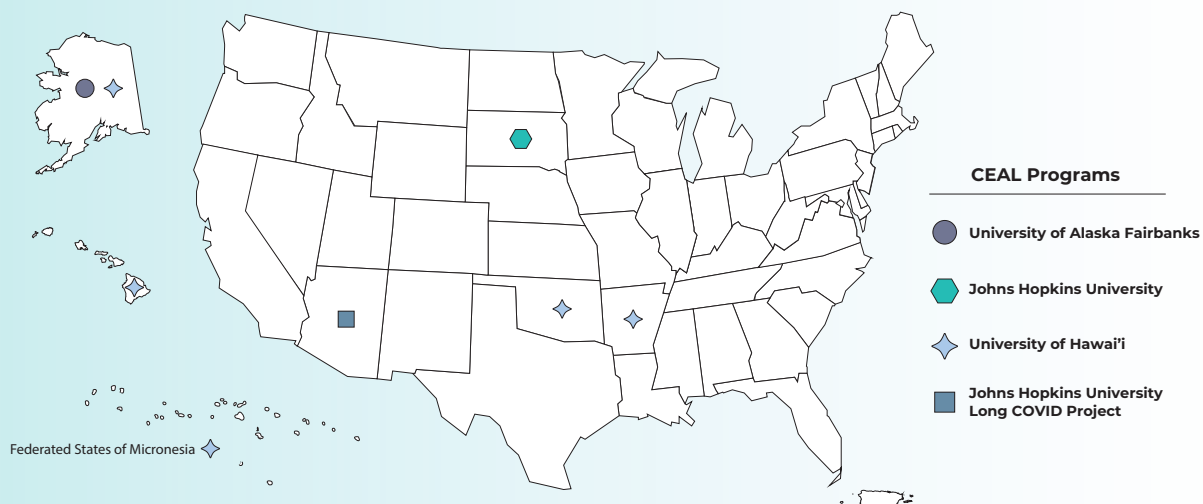 CEAL Programs
University of Alaska Fairbanks
Johns Hopkins University
University of Hawai’i
Johns Hopkins University
Long COVID Project
Federated States of Micronesia